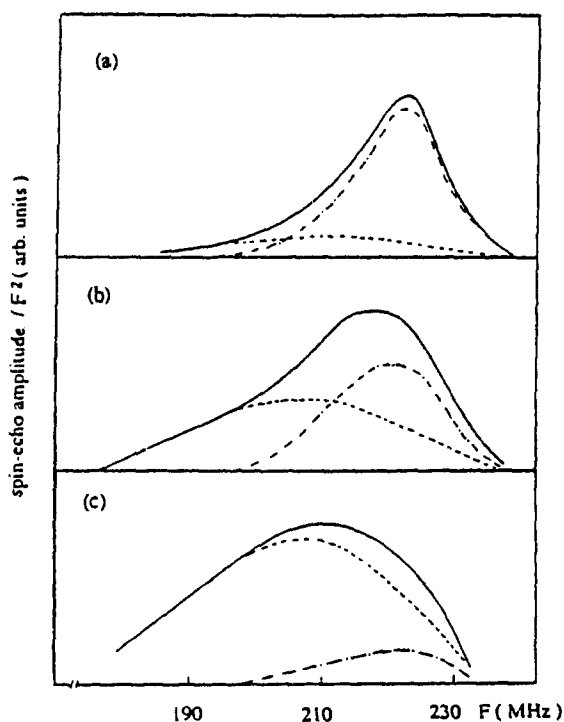 (a)
(b)
(c)
spin-echo amplitude / F² ( arb. units )
190 210 230 F ( MHz )